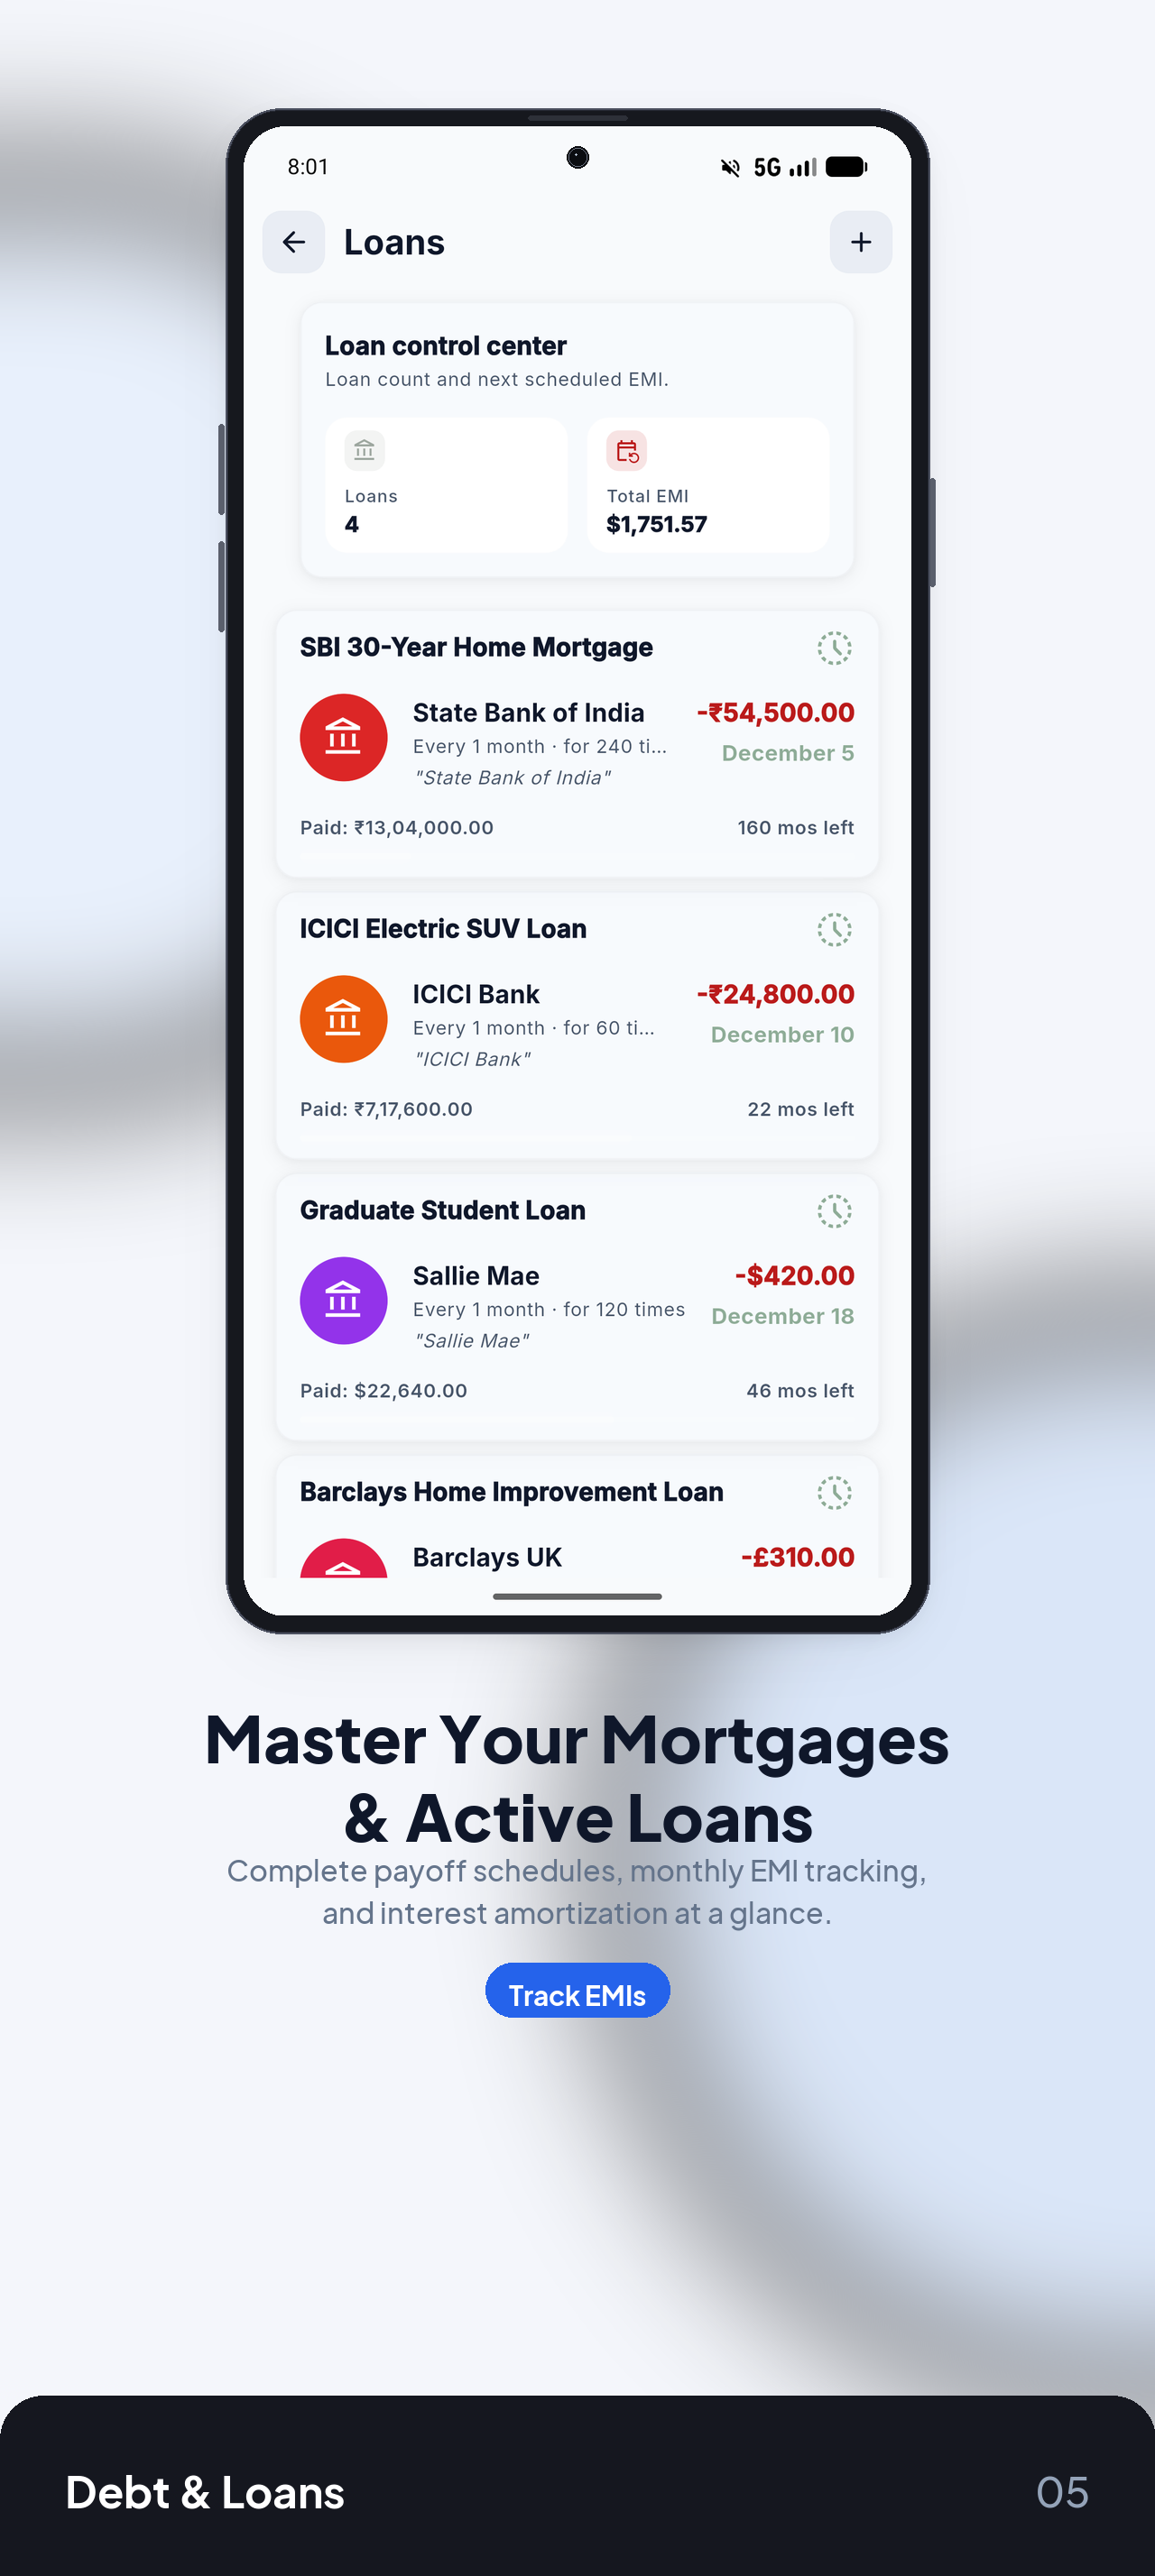 8:01
5G
Loans
Loan control center
Loan count and next scheduled EMI.
Loans
4
Total EMI
$1,751.57
SBI 30-Year Home Mortgage
State Bank of India
-₹54,500.00
Every 1 month · for 240 ti...
December 5
"State Bank of India"
Paid: ₹13,04,000.00
160 mos left
ICICI Electric SUV Loan
ICICI Bank
-₹24,800.00
Every 1 month · for 60 ti...
December 10
"ICICI Bank"
Paid: ₹7,17,600.00
22 mos left
Graduate Student Loan
Sallie Mae
-$420.00
Every 1 month · for 120 times
December 18
"Sallie Mae"
Paid: $22,640.00
46 mos left
Barclays Home Improvement Loan
Barclays UK
-£310.00
Master Your Mortgages
& Active Loans
Complete payoff schedules, monthly EMI tracking,
and interest amortization at a glance.
Track EMIs
Debt & Loans
05